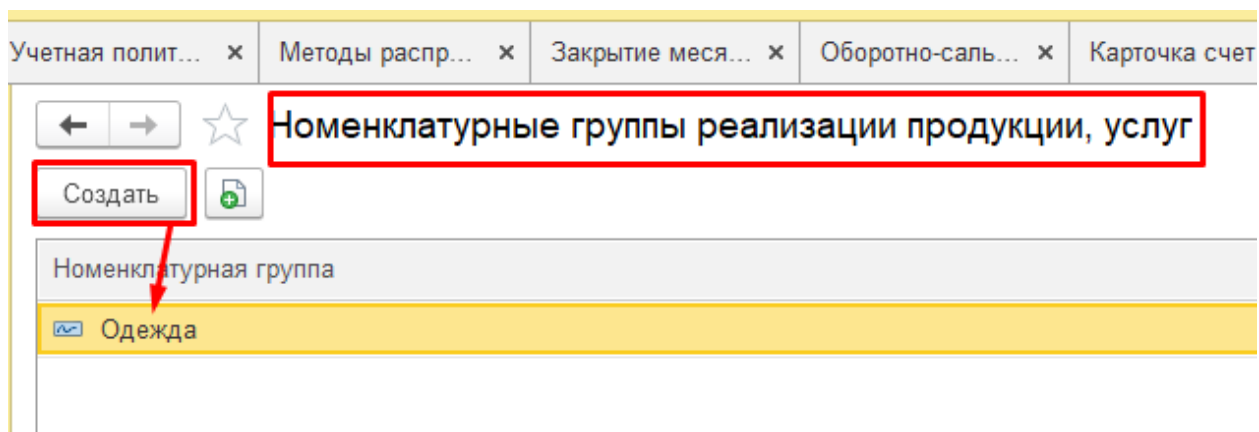 Учетная полит... × Методы распр... × Закрытие меся... × Оборотно-саль... × Карточка счет
Номенклатурные группы реализации продукции, услуг
Создать
Номенклатурная группа
Одежда